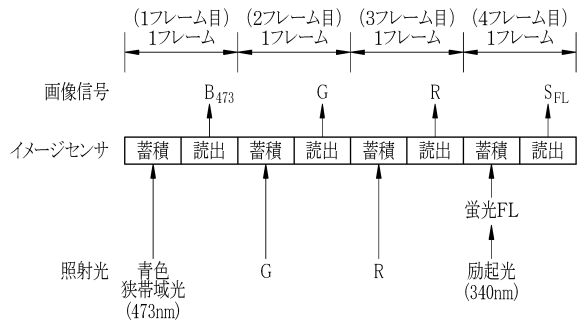 (1フレーム目) (2フレーム目) (3フレーム目) (4フレーム目)
1フレーム 1フレーム 1フレーム 1フレーム
画像信号 B473 G R SFL
イメージセンサ 蓄積 読出 蓄積 読出 蓄積 読出 蓄積 読出
蛍光FL
照射光 青色 G R 励起光
狭帯域光 (340nm)
(473nm)